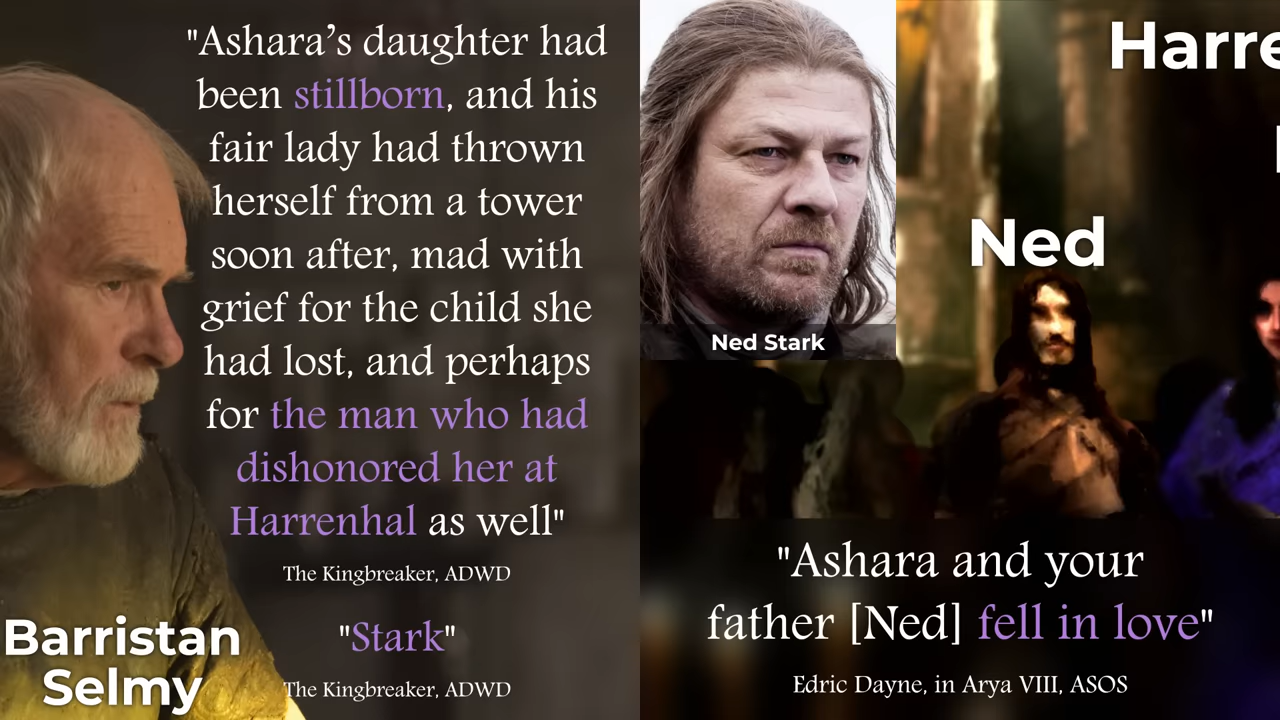 "Ashara’s daughter had
been stillborn, and his
fair lady had thrown
herself from a tower
soon after, mad with
grief for the child she
had lost, and perhaps
for the man who had
dishonored her at
Harrenhal as well"
The Kingbreaker, ADWD
"Stark"
The Kingbreaker, ADWD
Barristan
Selmy
Ned Stark
Harre
Ned
"Ashara and your
father [Ned] fell in love"
Edric Dayne, in Arya VIII, ASOS